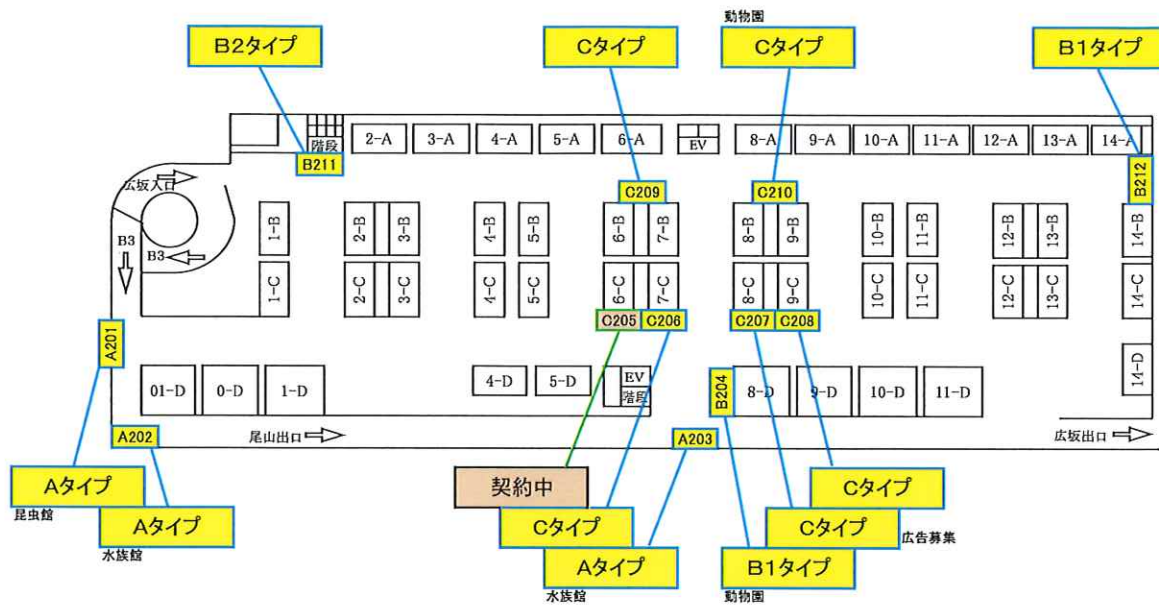 動物園
B2タイプ
Cタイプ
Cタイプ
B1タイプ
階段
2-A
3-A
4-A
5-A
6-A
EV
8-A
9-A
10-A
11-A
12-A
13-A
14-A
B211
広坂入口
C209
C210
B212
B3
B3
1-B
2-B
3-B
4-B
5-B
6-B
7-B
8-B
9-B
10-B
11-B
12-B
13-B
14-B
1-C
2-C
3-C
4-C
5-C
6-C
7-C
8-C
9-C
10-C
11-C
12-C
13-C
14-C
A201
C205
C206
C207
C208
01-D
0-D
1-D
4-D
5-D
EV
階段
B204
8-D
9-D
10-D
11-D
14-D
A202
尾山出口
A203
広坂出口
Aタイプ
昆虫館
Aタイプ
水族館
契約中
Cタイプ
Aタイプ
水族館
Cタイプ
Cタイプ
広告募集
B1タイプ
動物園